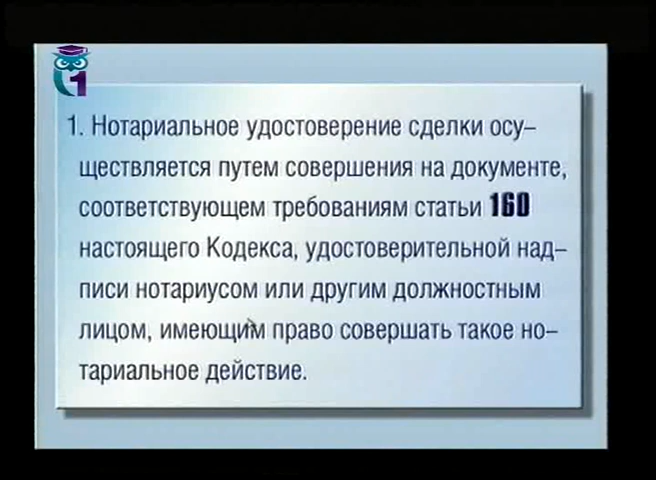 1
1. Нотариальное удостоверение сделки осу–
ществляется путем совершения на документе,
соответствующем требованиям статьи 160
настоящего Кодекса, удостоверительной над–
писи нотариусом или другим должностным
лицом, имеющим право совершать такое но–
тариальное действие.